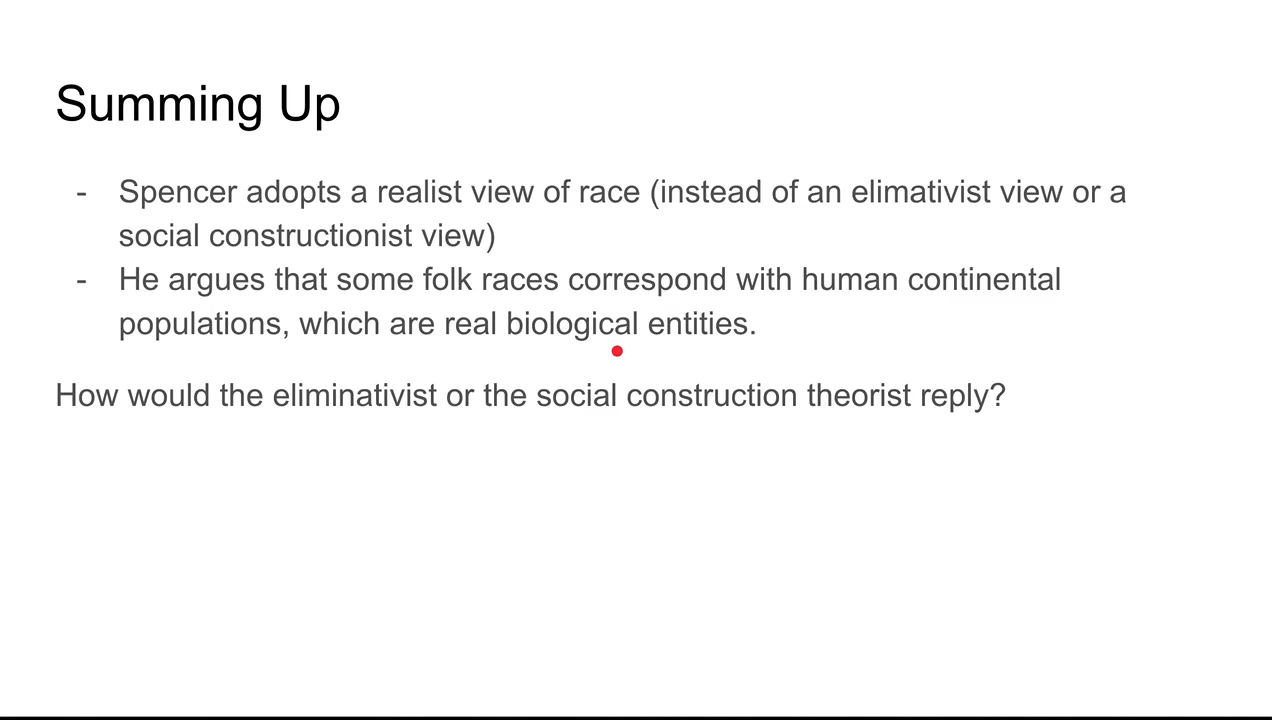 Summing Up
- Spencer adopts a realist view of race (instead of an elimativist view or a
social constructionist view)
- He argues that some folk races correspond with human continental
populations, which are real biological entities.
How would the eliminativist or the social construction theorist reply?